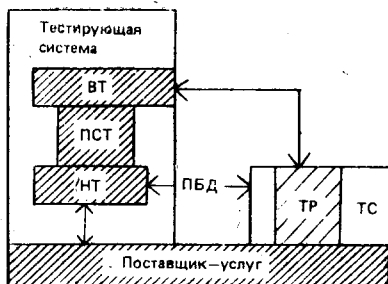 Тестирующая
система
ВТ
ПСТ
НТ
ПБД
ТР
ТС
Поставщик–услуг